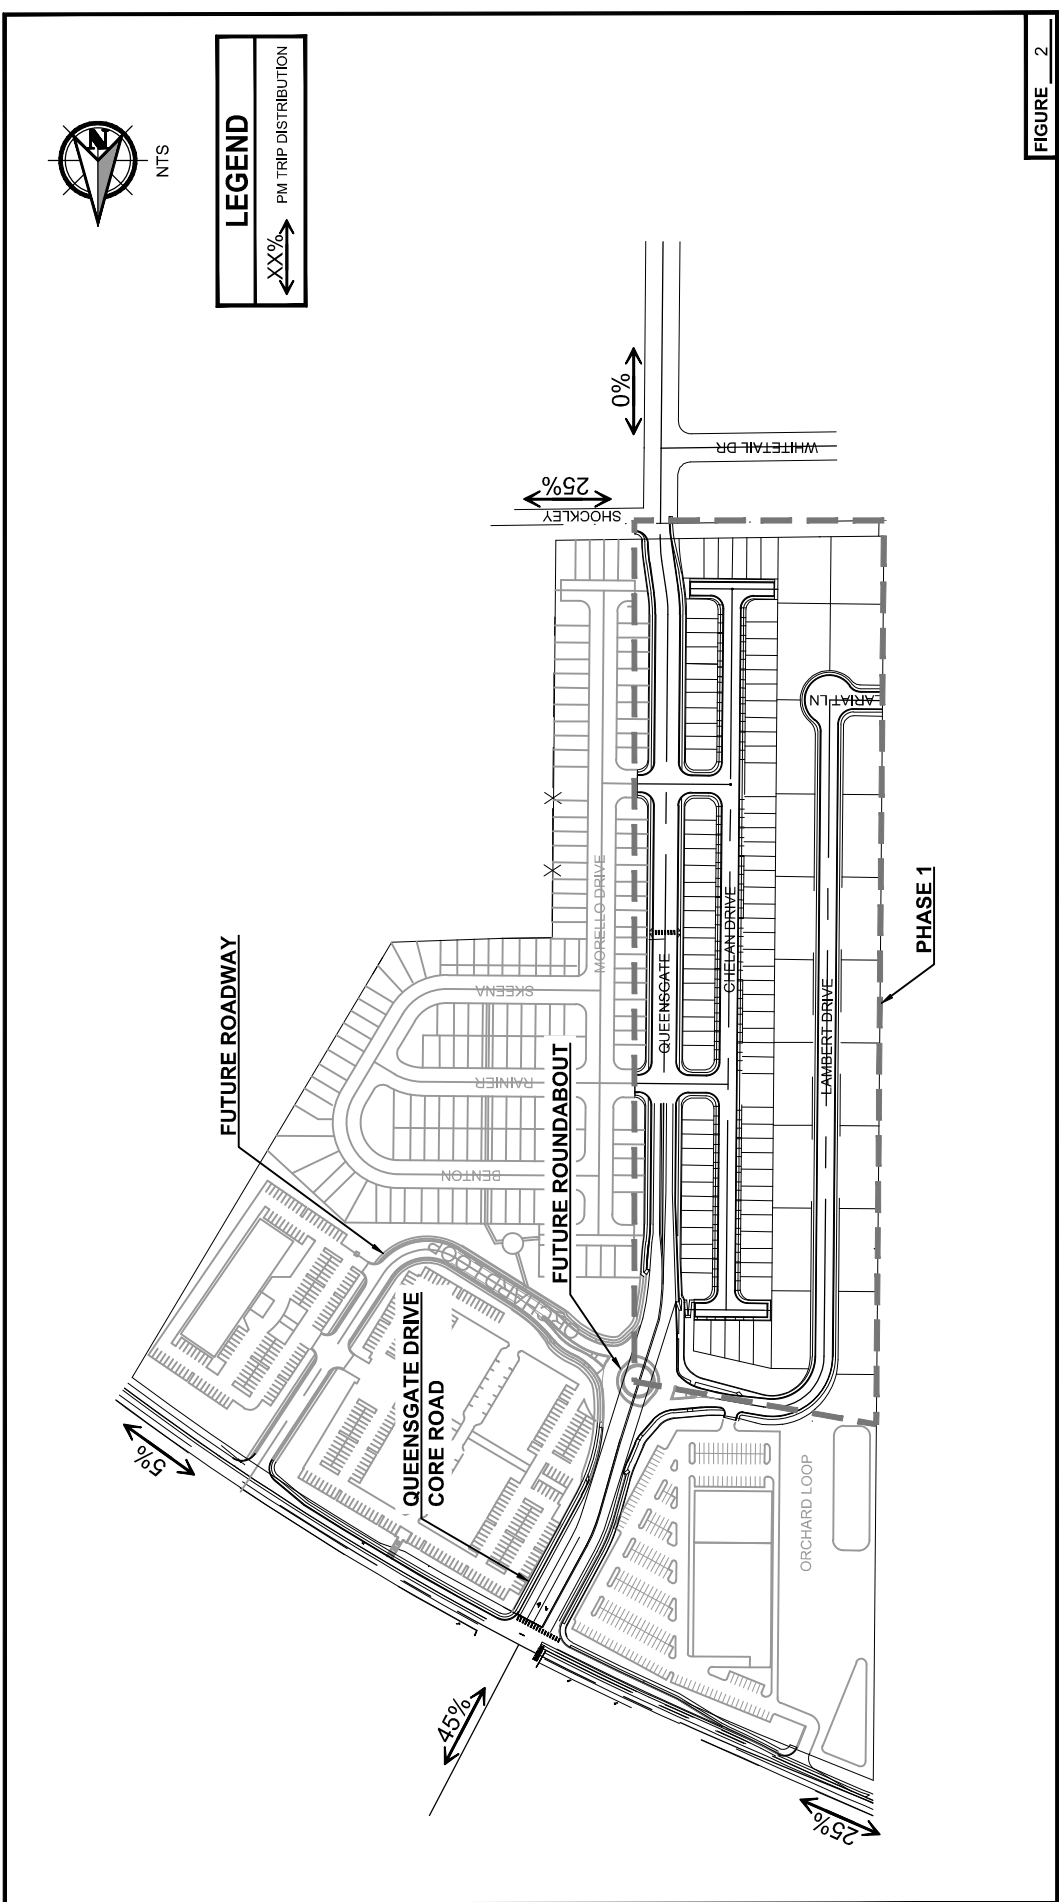 FIGURE 2
N
NTS
LEGEND
XX%
PM TRIP DISTRIBUTION
0%
WHITETAIL DR
25%
SHOCKLEY
ARIAT LN
MORELLO DRIVE
QUEENSGATE
CHELAN DRIVE
LAMBERT DRIVE
PHASE 1
FUTURE ROADWAY
SKEENA
RAINIER
BENTON
ORCHARD LOOP
FUTURE ROUNDABOUT
QUEENSGATE DRIVE
CORE ROAD
5%
ORCHARD LOOP
45%
25%